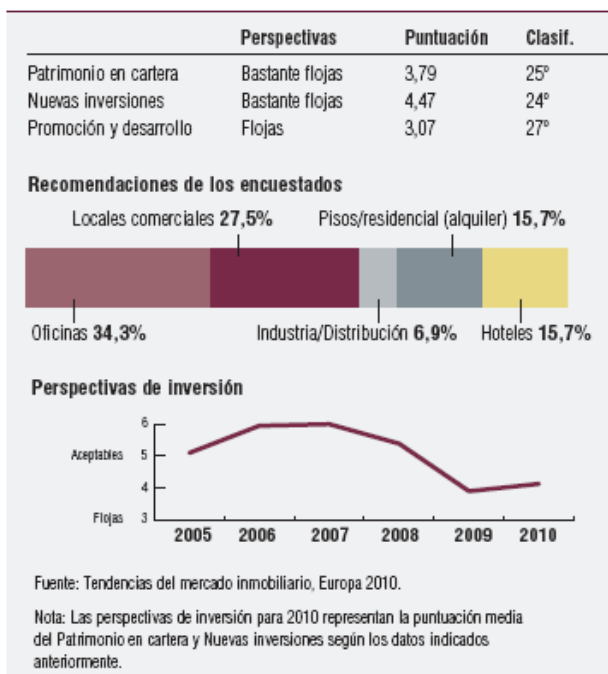 Perspectivas Puntuación Clasif.
Patrimonio en cartera Bastante flojas 3,79 25º
Nuevas inversiones Bastante flojas 4,47 24º
Promoción y desarrollo Flojas 3,07 27º
Recomendaciones de los encuestados
Locales comerciales 27,5% Pisos/residencial (alquiler) 15,7%
Oficinas 34,3% Industria/Distribución 6,9% Hoteles 15,7%
Perspectivas de inversión
6
Aceptables 5
4
Flojas 3
2005 2006 2007 2008 2009 2010
Fuente: Tendencias del mercado inmobiliario, Europa 2010.
Nota: Las perspectivas de inversión para 2010 representan la puntuación media
del Patrimonio en cartera y Nuevas inversiones según los datos indicados
anteriormente.